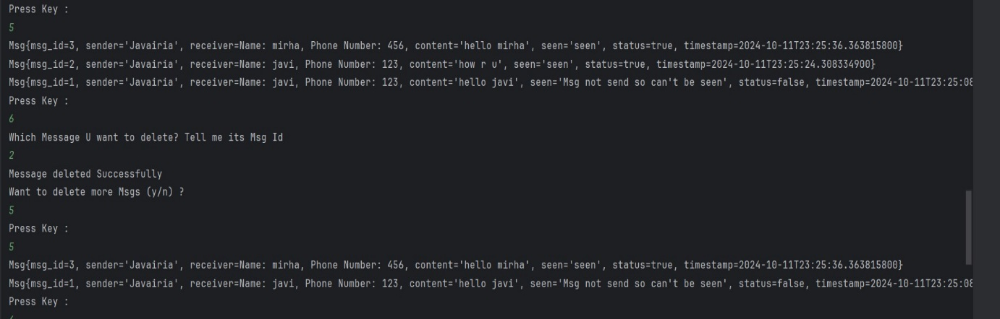 Press Key :
5
Msg{msg_id=3, sender='Javairia', receiver=Name: mirha, Phone Number: 456, content='hello mirha', seen='seen', status=true, timestamp=2024-10-11T23:25:36.363815800}
Msg{msg_id=2, sender='Javairia', receiver=Name: javi, Phone Number: 123, content='how r u', seen='seen', status=true, timestamp=2024-10-11T23:25:24.308334900}
Msg{msg_id=1, sender='Javairia', receiver=Name: javi, Phone Number: 123, content='hello javi', seen='Msg not send so can't be seen', status=false, timestamp=2024-10-11T23:25:08
Press Key :
6
Which Message U want to delete? Tell me its Msg Id
2
Message deleted Successfully
Want to delete more Msgs (y/n) ?
5
Press Key :
5
Msg{msg_id=3, sender='Javairia', receiver=Name: mirha, Phone Number: 456, content='hello mirha', seen='seen', status=true, timestamp=2024-10-11T23:25:36.363815800}
Msg{msg_id=1, sender='Javairia', receiver=Name: javi, Phone Number: 123, content='hello javi', seen='Msg not send so can't be seen', status=false, timestamp=2024-10-11T23:25:08
Press Key :